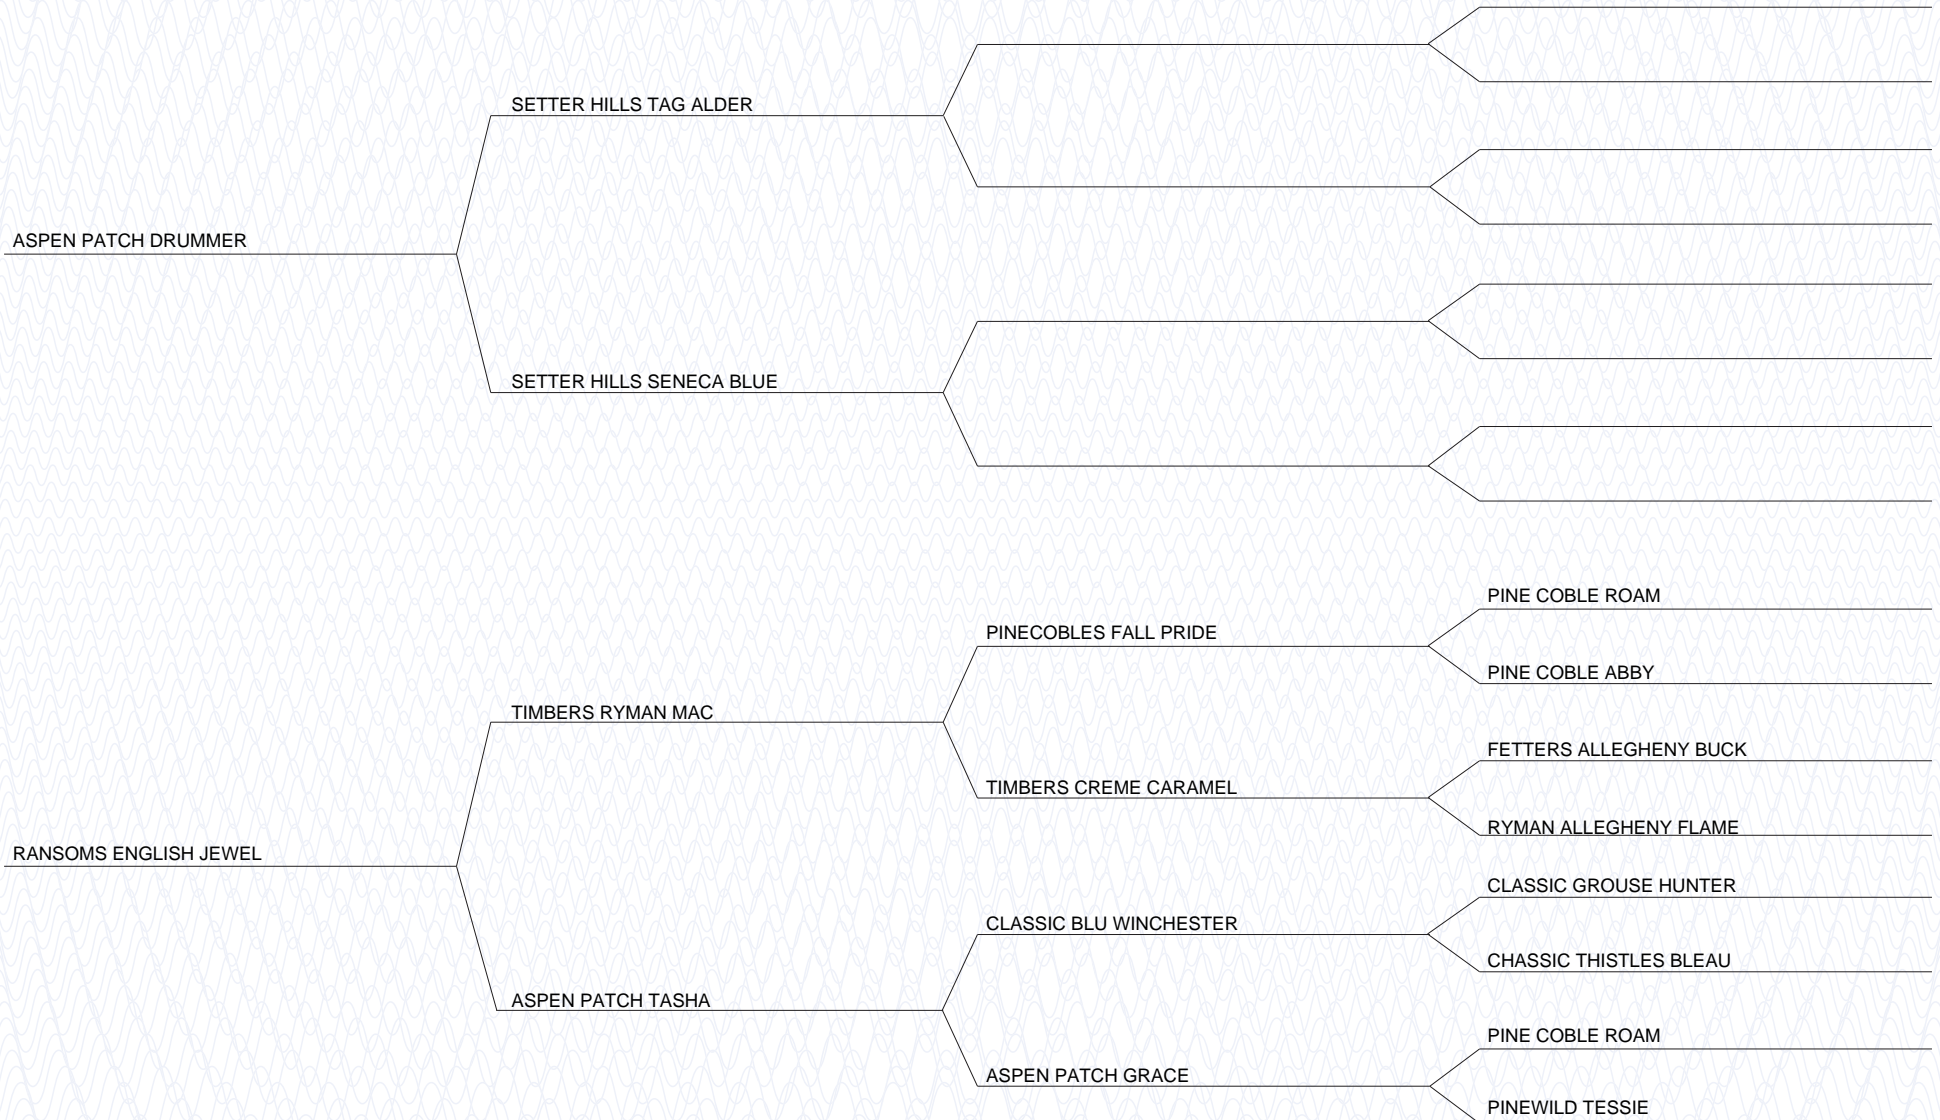 SETTER HILLS TAG ALDER
ASPEN PATCH DRUMMER
SETTER HILLS SENECA BLUE
PINE COBLE ROAM
PINECOBLES FALL PRIDE
PINE COBLE ABBY
TIMBERS RYMAN MAC
FETTERS ALLEGHENY BUCK
TIMBERS CREME CARAMEL
RYMAN ALLEGHENY FLAME
RANSOMS ENGLISH JEWEL
CLASSIC GROUSE HUNTER
CLASSIC BLU WINCHESTER
CHASSIC THISTLES BLEAU
ASPEN PATCH TASHA
PINE COBLE ROAM
ASPEN PATCH GRACE
PINEWILD TESSIE